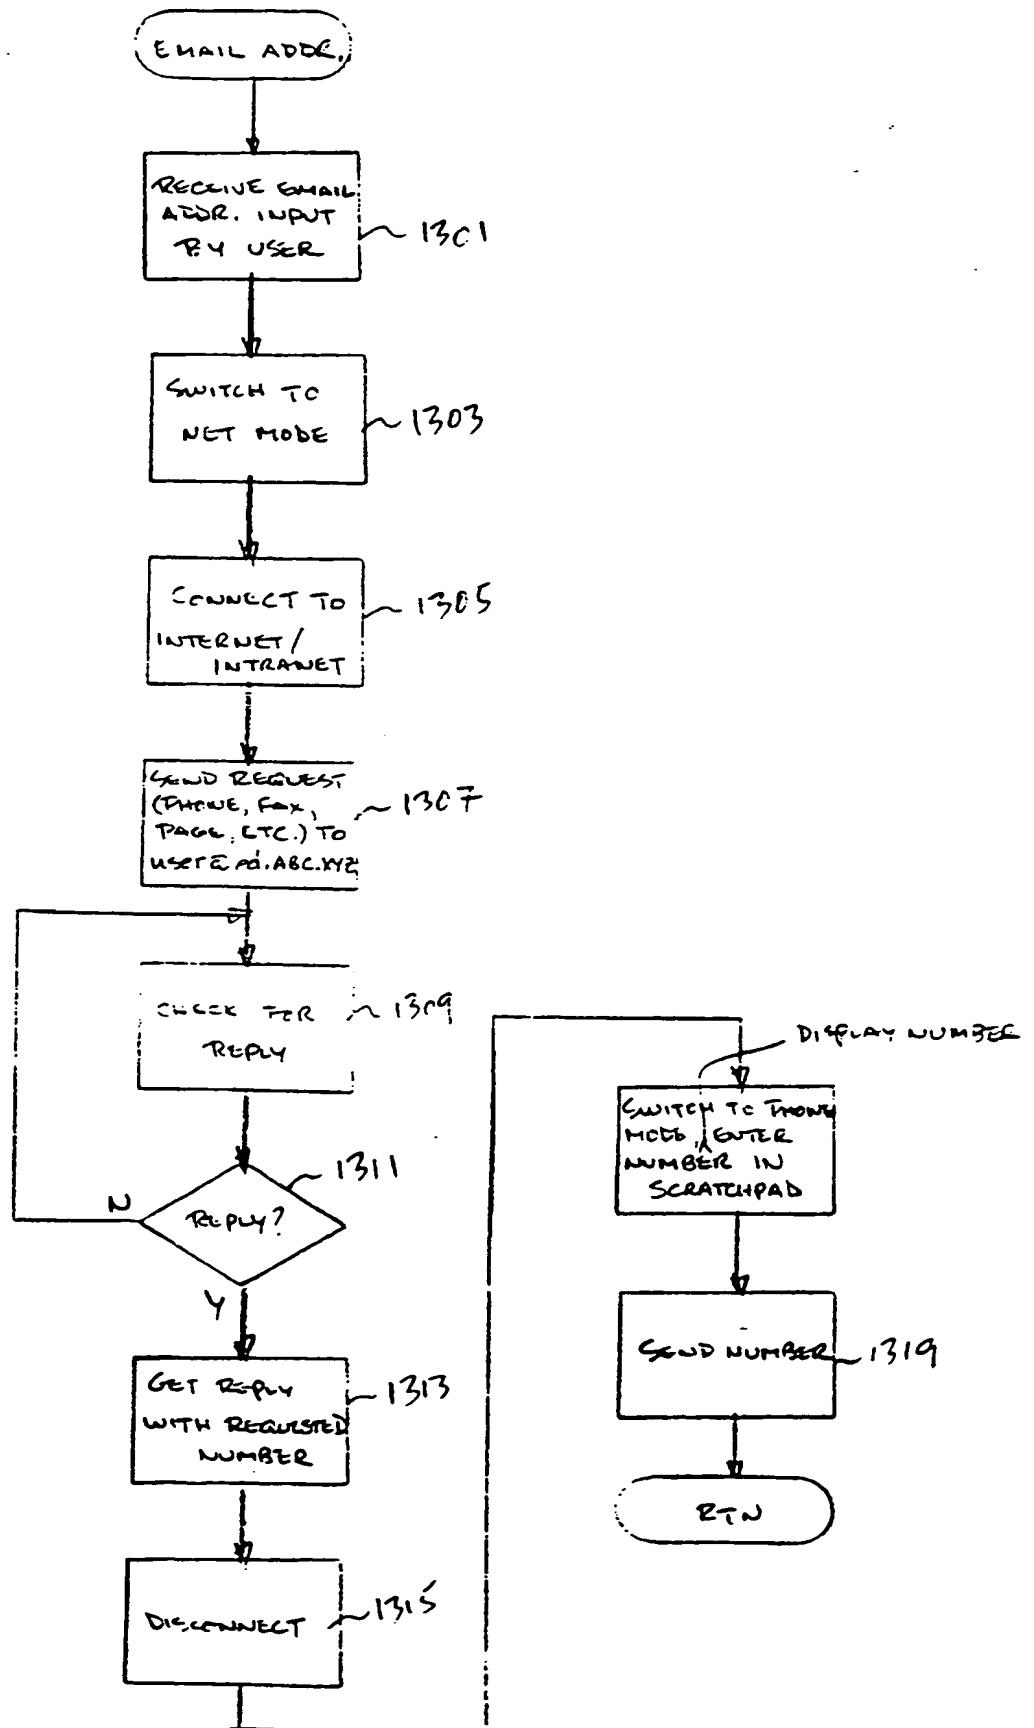 EMAIL ADDR.
RECEIVE EMAIL
ADDR. INPUT
BY USER
1301
SWITCH TO
NET MODE
1303
CONNECT TO
INTERNET/
INTRANET
1305
SEND REQUEST
(PHONE, FAX,
PAGE, ETC.) TO
1307
CHECK FOR
REPLY
1309
REPLY?
1311
N
Y
GET REPLY
WITH REQUESTED
NUMBER
1313
DISCONNECT
1315
DISPLAY NUMBER
SWITCH TO PHONE
MODE, ENTER
NUMBER IN
SCRATCHPAD
SEND NUMBER
1319
RTN